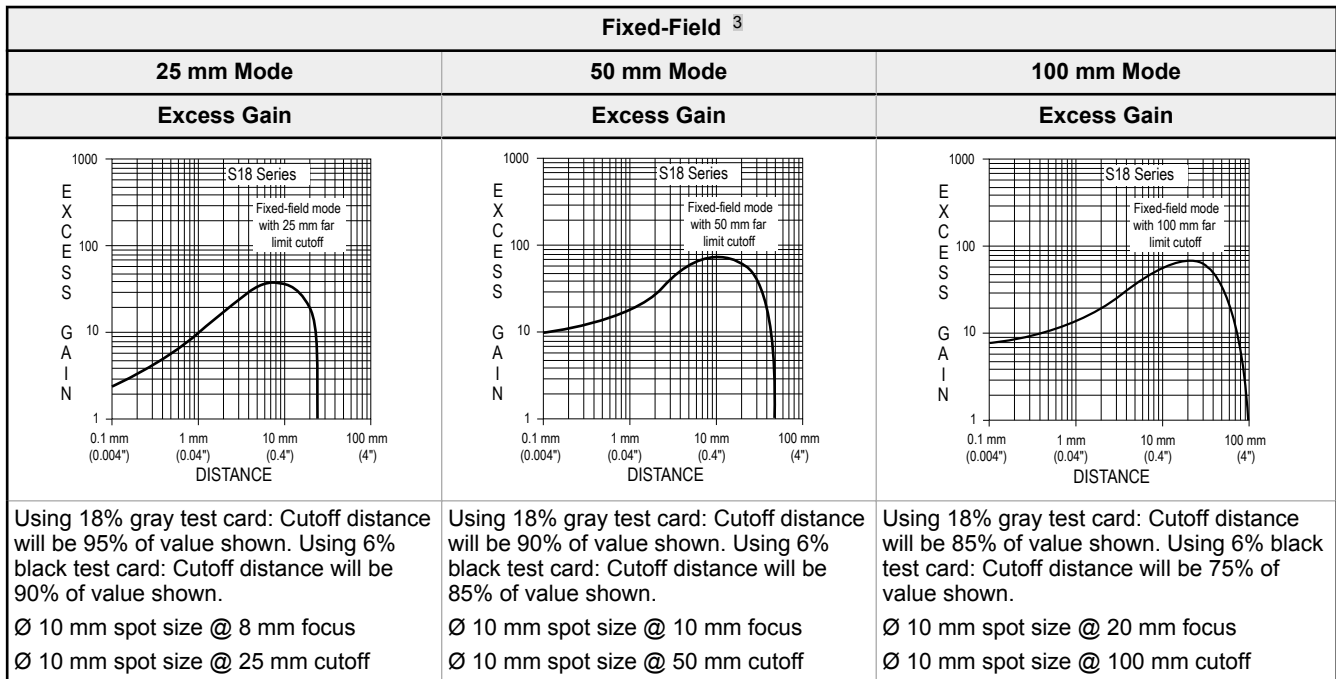 Fixed-Field 3
25 mm Mode
50 mm Mode
100 mm Mode
Excess Gain
Excess Gain
Excess Gain
EXCESS GAIN
1000
100
10
1
S18 Series
Fixed-field mode
with 25 mm far
limit cutoff
0.1 mm
(0.004")
1 mm
(0.04")
10 mm
(0.4")
100 mm
(4")
DISTANCE
EXCESS GAIN
1000
100
10
1
S18 Series
Fixed-field mode
with 50 mm far
limit cutoff
0.1 mm
(0.004")
1 mm
(0.04")
10 mm
(0.4")
100 mm
(4")
DISTANCE
EXCESS GAIN
1000
100
10
1
S18 Series
Fixed-field mode
with 100 mm far
limit cutoff
0.1 mm
(0.004")
1 mm
(0.04")
10 mm
(0.4")
100 mm
(4")
DISTANCE
Using 18% gray test card: Cutoff distance
will be 95% of value shown. Using 6%
black test card: Cutoff distance will be
90% of value shown.
Ø 10 mm spot size @ 8 mm focus
Ø 10 mm spot size @ 25 mm cutoff
Using 18% gray test card: Cutoff distance
will be 90% of value shown. Using 6%
black test card: Cutoff distance will be
85% of value shown.
Ø 10 mm spot size @ 10 mm focus
Ø 10 mm spot size @ 50 mm cutoff
Using 18% gray test card: Cutoff distance
will be 85% of value shown. Using 6% black
test card: Cutoff distance will be 75% of
value shown.
Ø 10 mm spot size @ 20 mm focus
Ø 10 mm spot size @ 100 mm cutoff